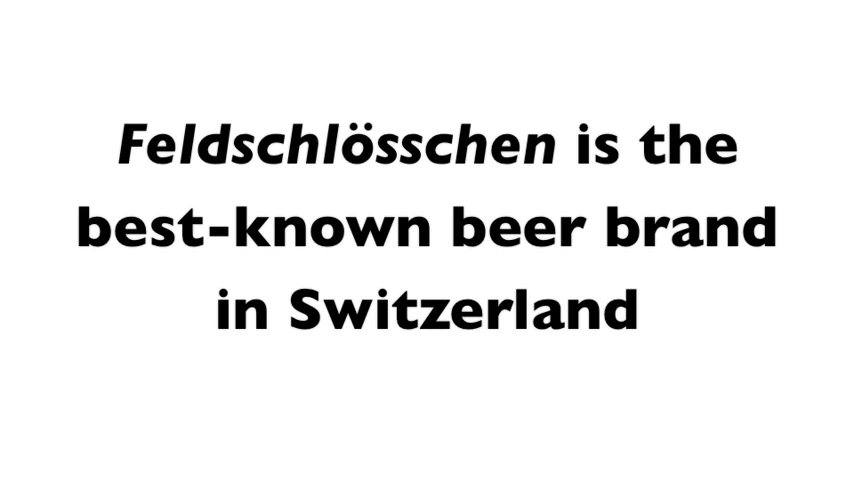 Feldschlösschen is the
best-known beer brand
in Switzerland